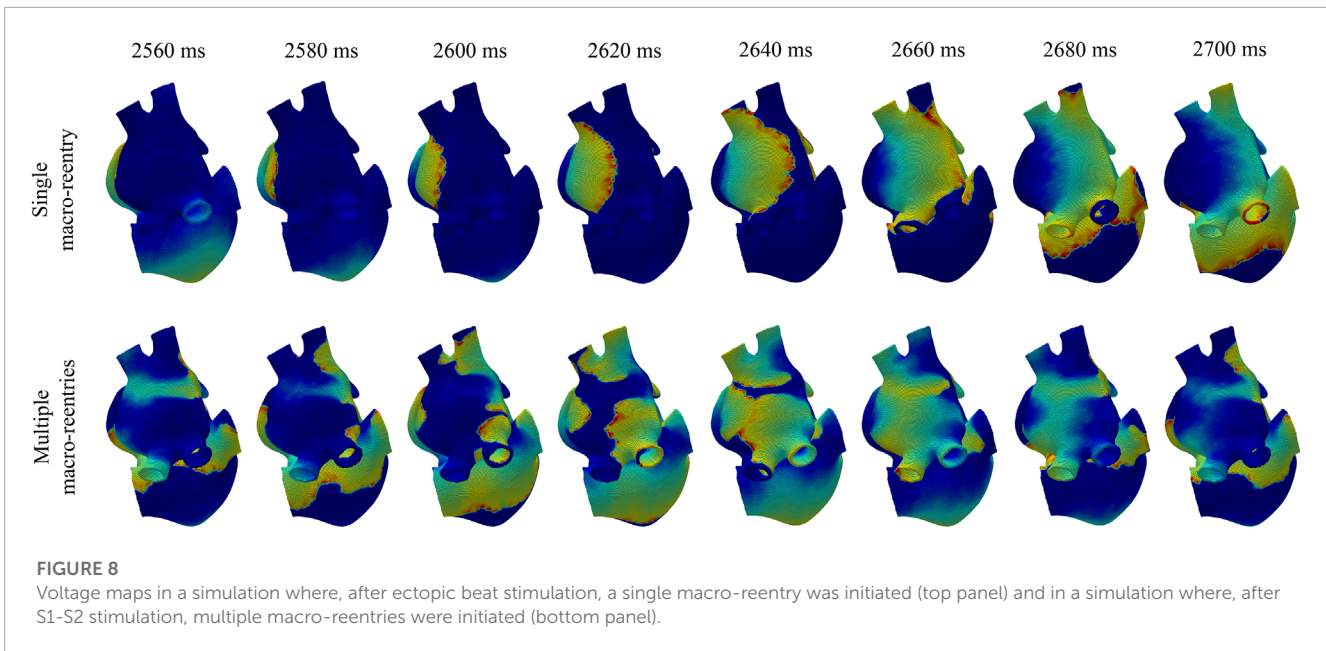 2560 ms 2580 ms 2600 ms 2620 ms 2640 ms 2660 ms 2680 ms 2700 ms
Single
macro-reentry
Multiple
macro-reentries
FIGURE 8
Voltage maps in a simulation where, after ectopic beat stimulation, a single macro-reentry was initiated (top panel) and in a simulation where, after
S1-S2 stimulation, multiple macro-reentries were initiated (bottom panel).